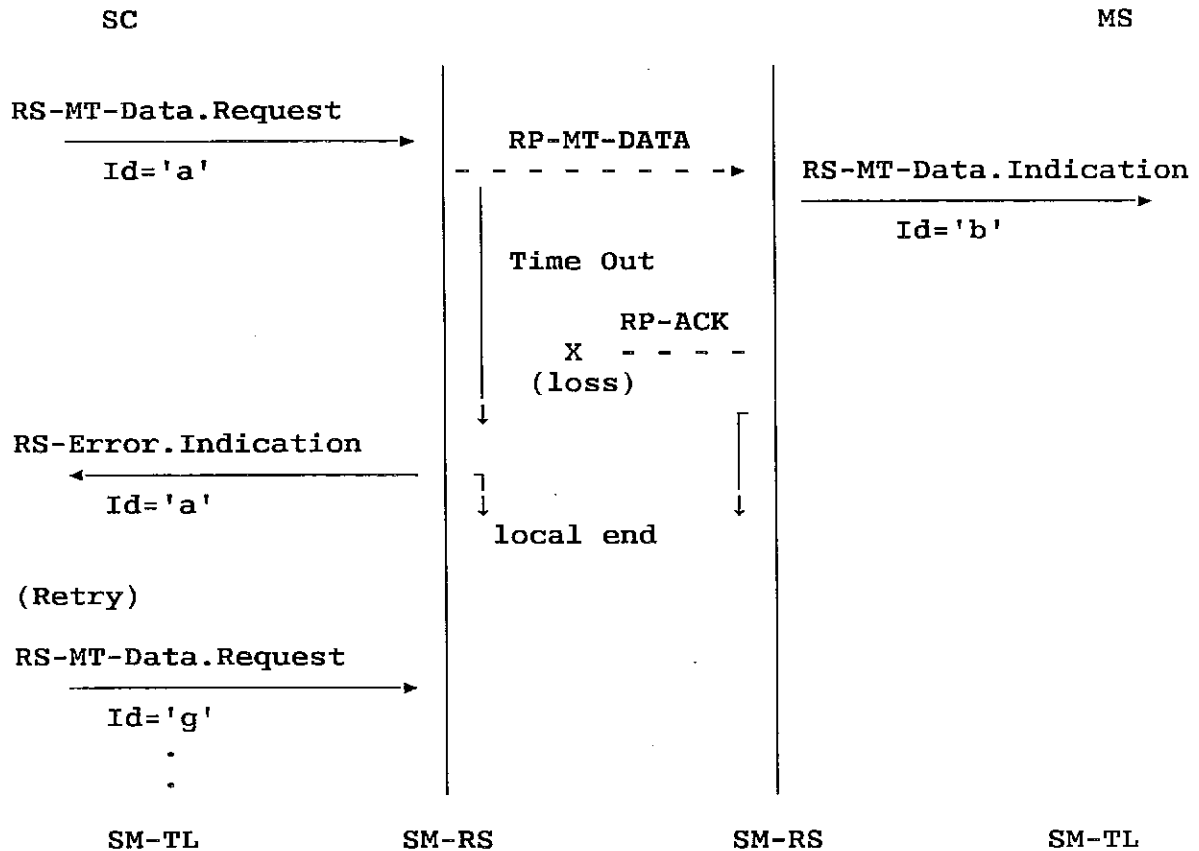 SC MS
RS-MT-Data.Request
RP-MT-DATA
Id='a'
RS-MT-Data.Indication
Id='b'
Time Out
RP-ACK
X
(loss)
RS-Error.Indication
Id='a'
local end
(Retry)
RS-MT-Data.Request
Id='g'
.
.
SM-TL SM-RS SM-RS SM-TL